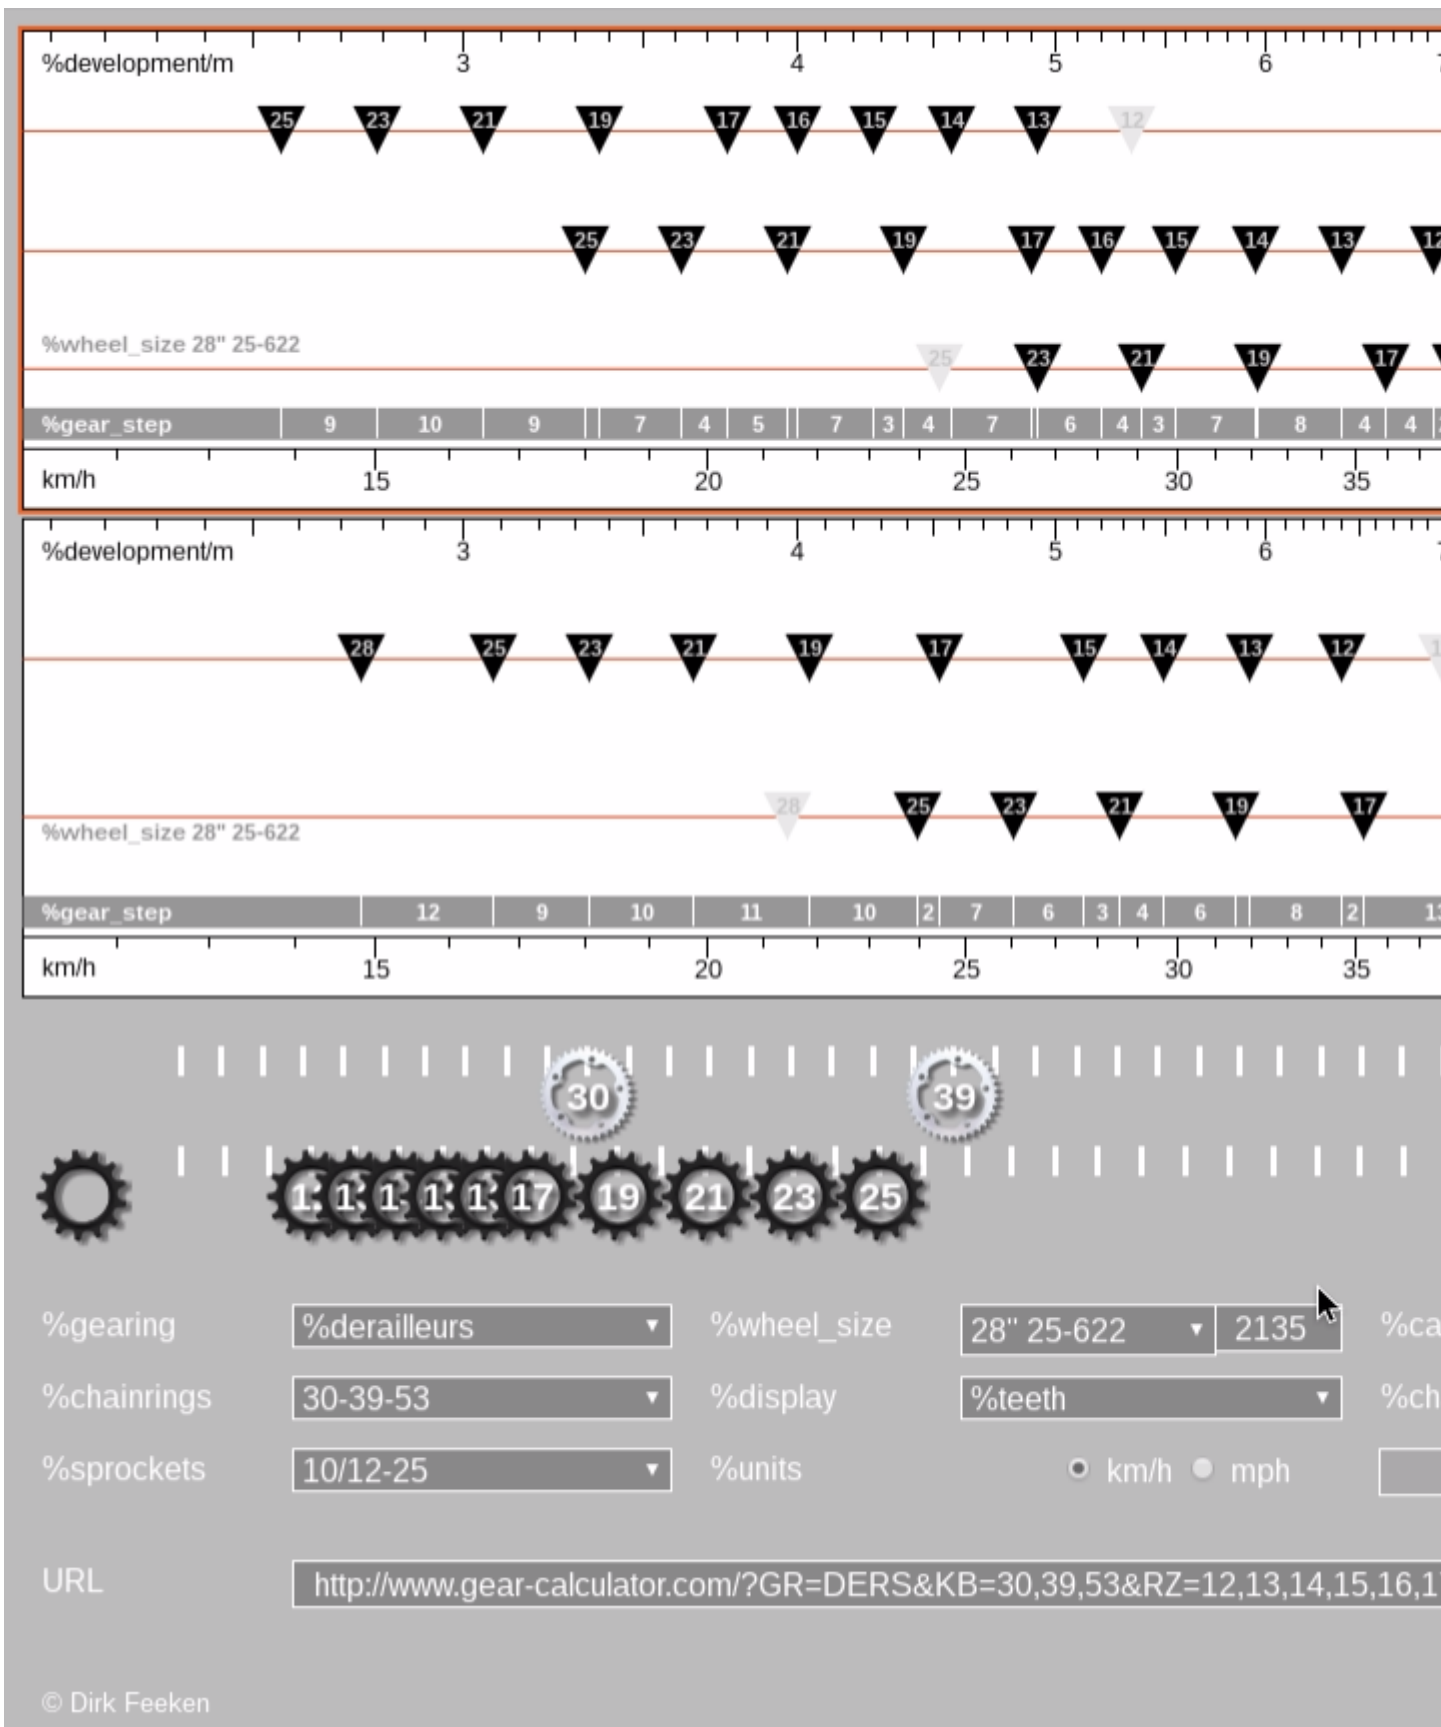 %development/m 3 4 5 6
25 23 21 19 17 16 15 14 13 12
25 23 21 19 17 16 15 14 13 12
%wheel_size 28" 25-622
25 23 21 19 17
%gear_step 9 10 9 7 4 5 7 3 4 7 6 4 3 7 8 4 4
km/h 15 20 25 30 35
%development/m 3 4 5 6
28 25 23 21 19 17 15 14 13 12
28 25 23 21 19 17
%wheel_size 28" 25-622
%gear_step 12 9 10 11 10 2 7 6 3 4 6 8 2
km/h 15 20 25 30 35
30 39
17 19 21 23 25
%gearing %derailleurs %wheel_size 28" 25-622 2135
%chainrings 30-39-53 %display %teeth
%sprockets 10/12-25 %units km/h mph
URL http://www.gear-calculator.com/?GR=DERS&KB=30,39,53&RZ=12,13,14,15,16,1
© Dirk Feeken